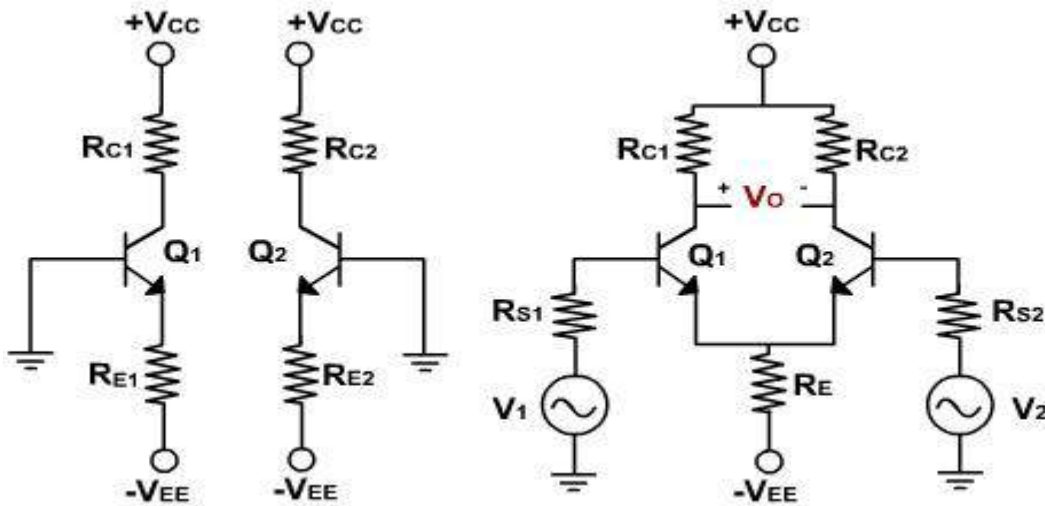 +VCC
+VCC
+VCC
RC1
RC2
RC1
RC2
+ VO -
Q1
Q2
Q1
Q2
RS1
RS2
RE1
RE2
RE
V1
V2
-VEE
-VEE
-VEE